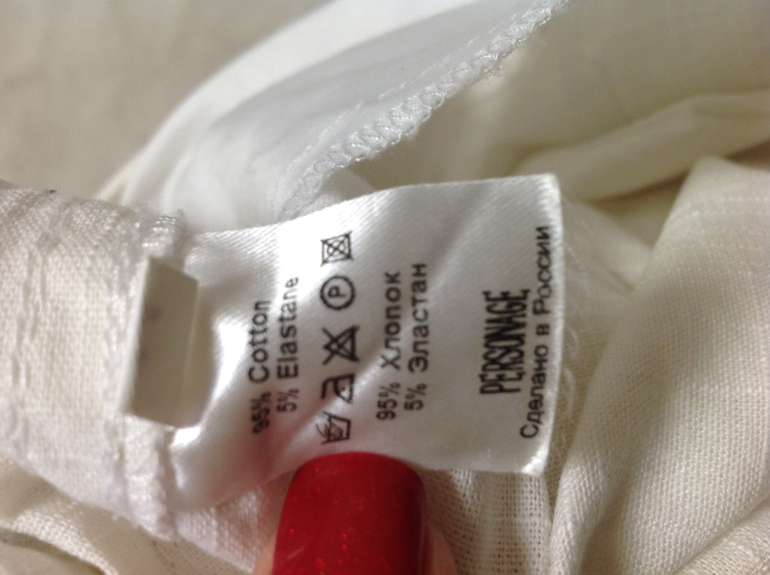 95% Cotton
5% Elastane
P
95% Хлопок
5% Эластан
PERSONAGE
Сделано в России